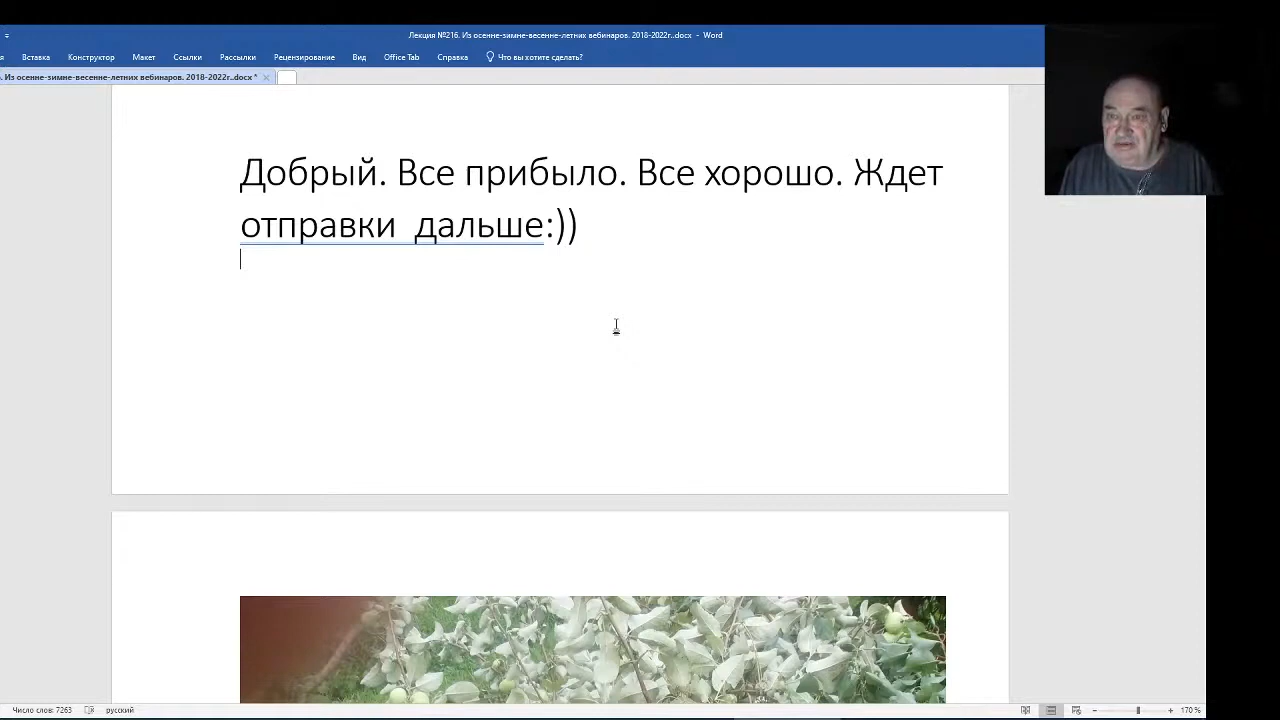 Лекция №216. Из осенне-зимне-весенне-летних вебинаров. 2018-2022г..docx - Word
я Вставка Конструктор Макет Ссылки Рассылки Рецензирование Вид Office Tab Справка Что вы хотите сделать?
. Из осенне-зимне-весенне-летних вебинаров. 2018-2022г..docx *
Добрый. Все прибыло. Все хорошо. Ждет
отправки дальше:))
Число слов: 7263 русский 170 %